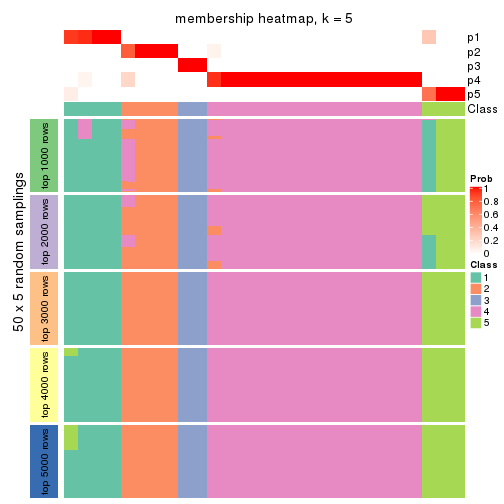 membership heatmap, k = 5
p1
p2
p3
p4
p5
Class
50 x 5 random samplings
top 1000 rows
top 2000 rows
top 3000 rows
top 4000 rows
top 5000 rows
Prob
1
0.8
0.6
0.4
0.2
0
Class
1
2
3
4
5